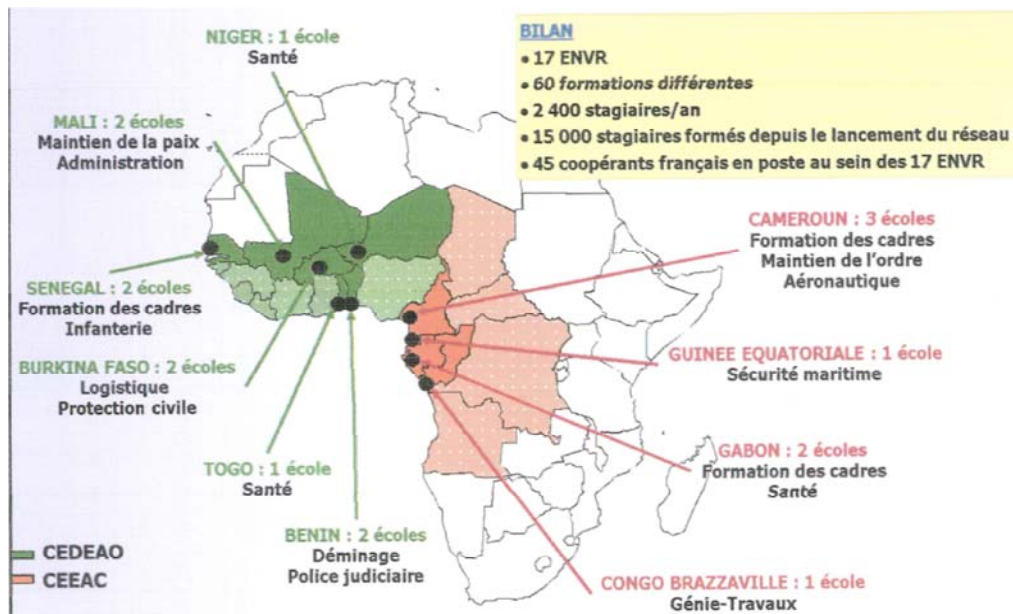 NIGER : 1 école
Santé
MALI : 2 écoles
Maintien de la paix
Administration
SENEGAL : 2 écoles
Formation des cadres
Infanterie
BURKINA FASO : 2 écoles
Logistique
Protection civile
TOGO : 1 école
Santé
BENIN : 2 écoles
Déminage
Police judiciaire
CEDEAO
CEEAC
BILAN
• 17 ENVR
• 60 formations différentes
• 2 400 stagiaires/an
• 15 000 stagiaires formés depuis le lancement du réseau
• 45 coopérants français en poste au sein des 17 ENVR
CAMEROUN : 3 écoles
Formation des cadres
Maintien de l'ordre
Aéronautique
GUINEE EQUATORIALE : 1 école
Sécurité maritime
GABON : 2 écoles
Formation des cadres
Santé
CONGO BRAZZAVILLE : 1 école
Génie-Travaux